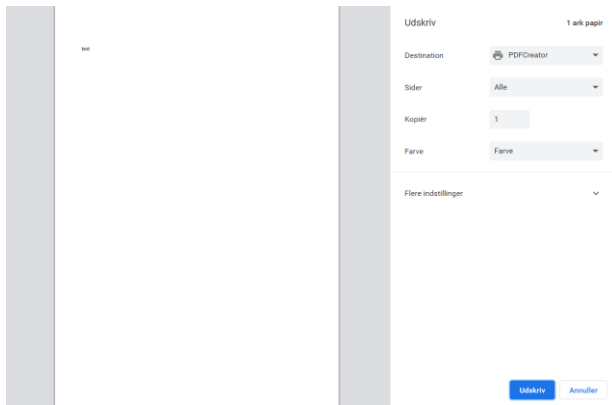 Udskriv 1 ark papir
test
Destination PDFCreator
Sider Alle
Kopiér 1
Farve Farve
Flere indstillinger
Udskriv Annuller